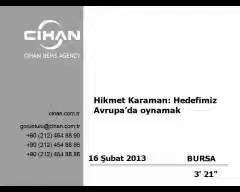 CİHAN
CİHAN NEWS AGENCY
cihan.com.tr
goruntulu@cihan.com.tr
+90 (212) 454 88 90
+90 (212) 454 88 86
+90 (212) 454 88 86
Hikmet Karaman: Hedefimiz
Avrupa'da oynamak
16 Şubat 2013
BURSA
3' 21"